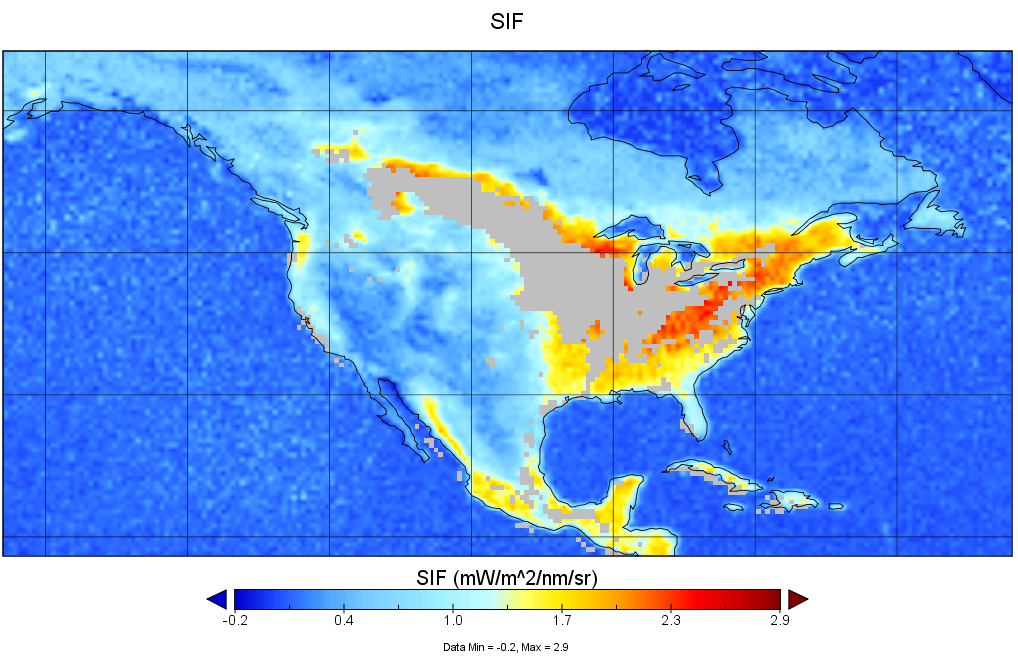 SIF
SIF (mW/m^2/nm/sr)
-0.2 0.4 1.0 1.7 2.3 2.9
Data Min = -0.2, Max = 2.9